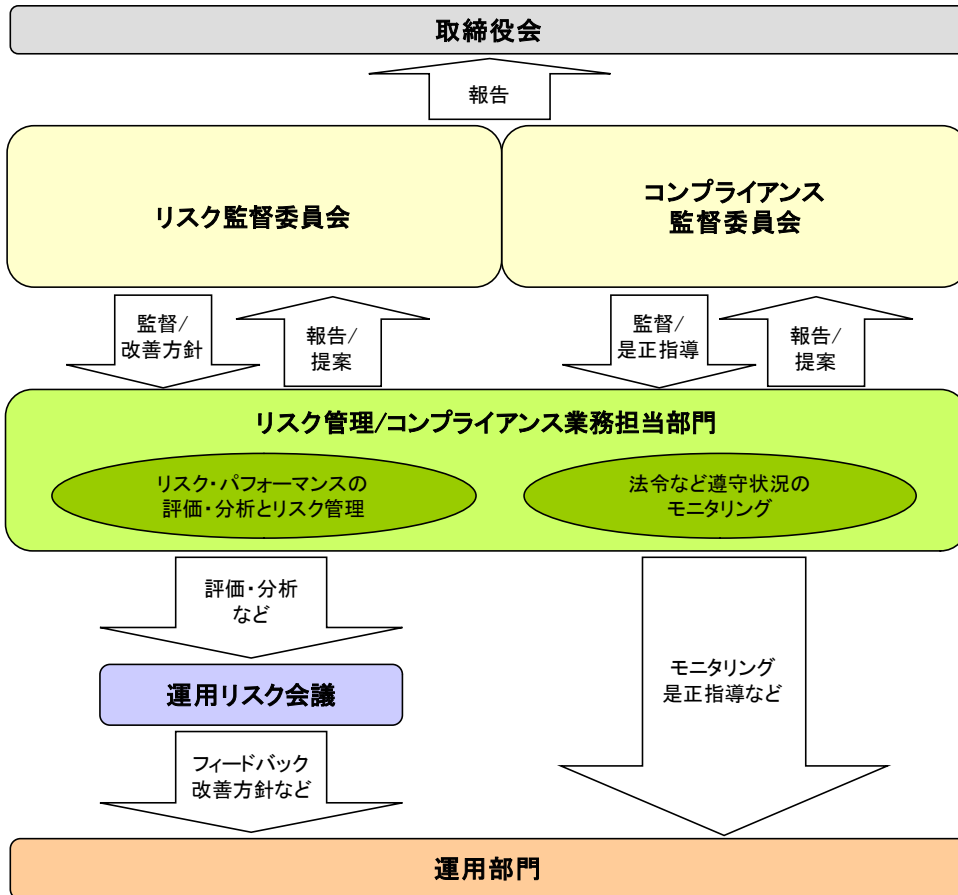 取締役会
報告
リスク監督委員会
コンプライアンス
監督委員会
監督/
改善方針
報告/
提案
監督/
是正指導
報告/
提案
リスク管理/コンプライアンス業務担当部門
リスク・パフォーマンスの
評価・分析とリスク管理
法令など遵守状況の
モニタリング
評価・分析
など
運用リスク会議
モニタリング
是正指導など
フィードバック
改善方針など
運用部門